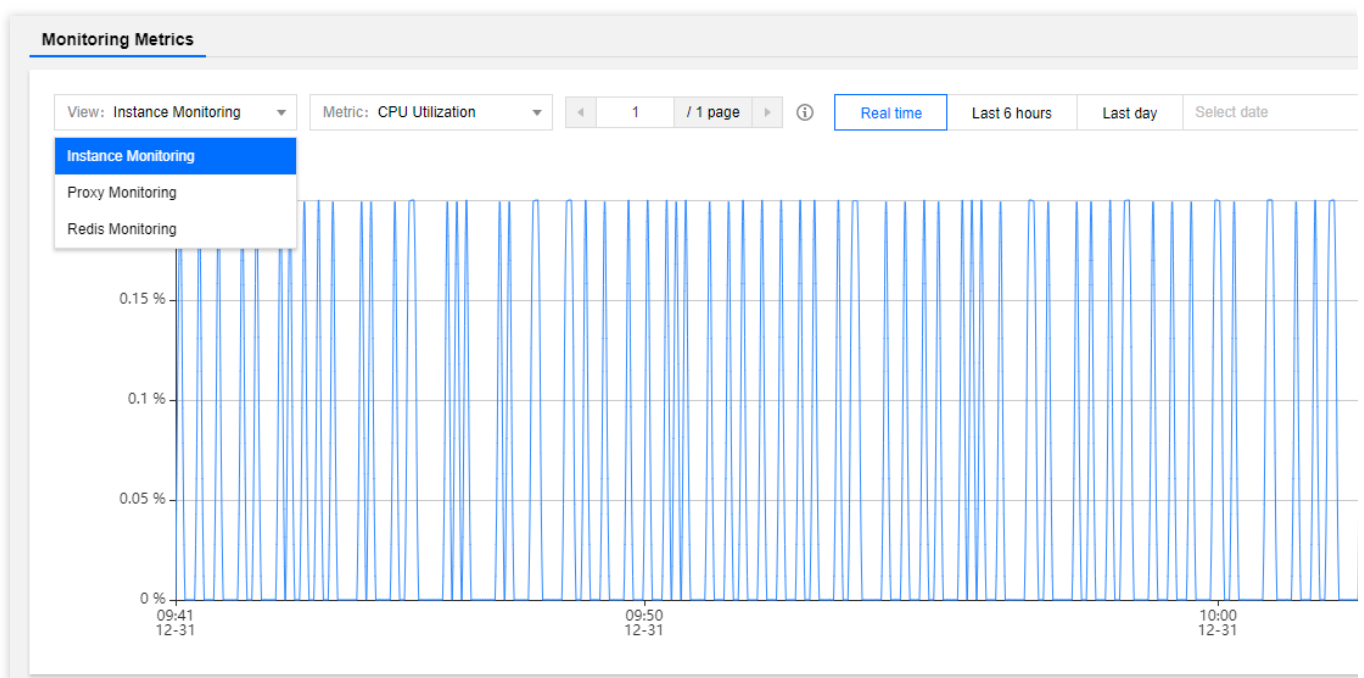 Monitoring Metrics
View: Instance Monitoring Metric: CPU Utilization 1 / 1 page Real time Last 6 hours Last day Select date
Instance Monitoring
Proxy Monitoring
Redis Monitoring
0.15 %
0.1 %
0.05 %
0 %
09:41 09:50 10:00
12-31 12-31 12-31